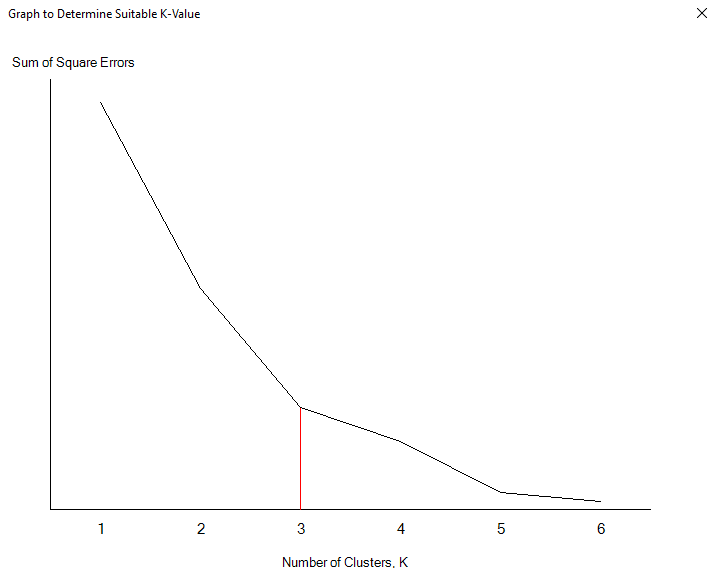 Graph to Determine Suitable K-Value
Sum of Square Errors
1 2 3 4 5 6
Number of Clusters, K